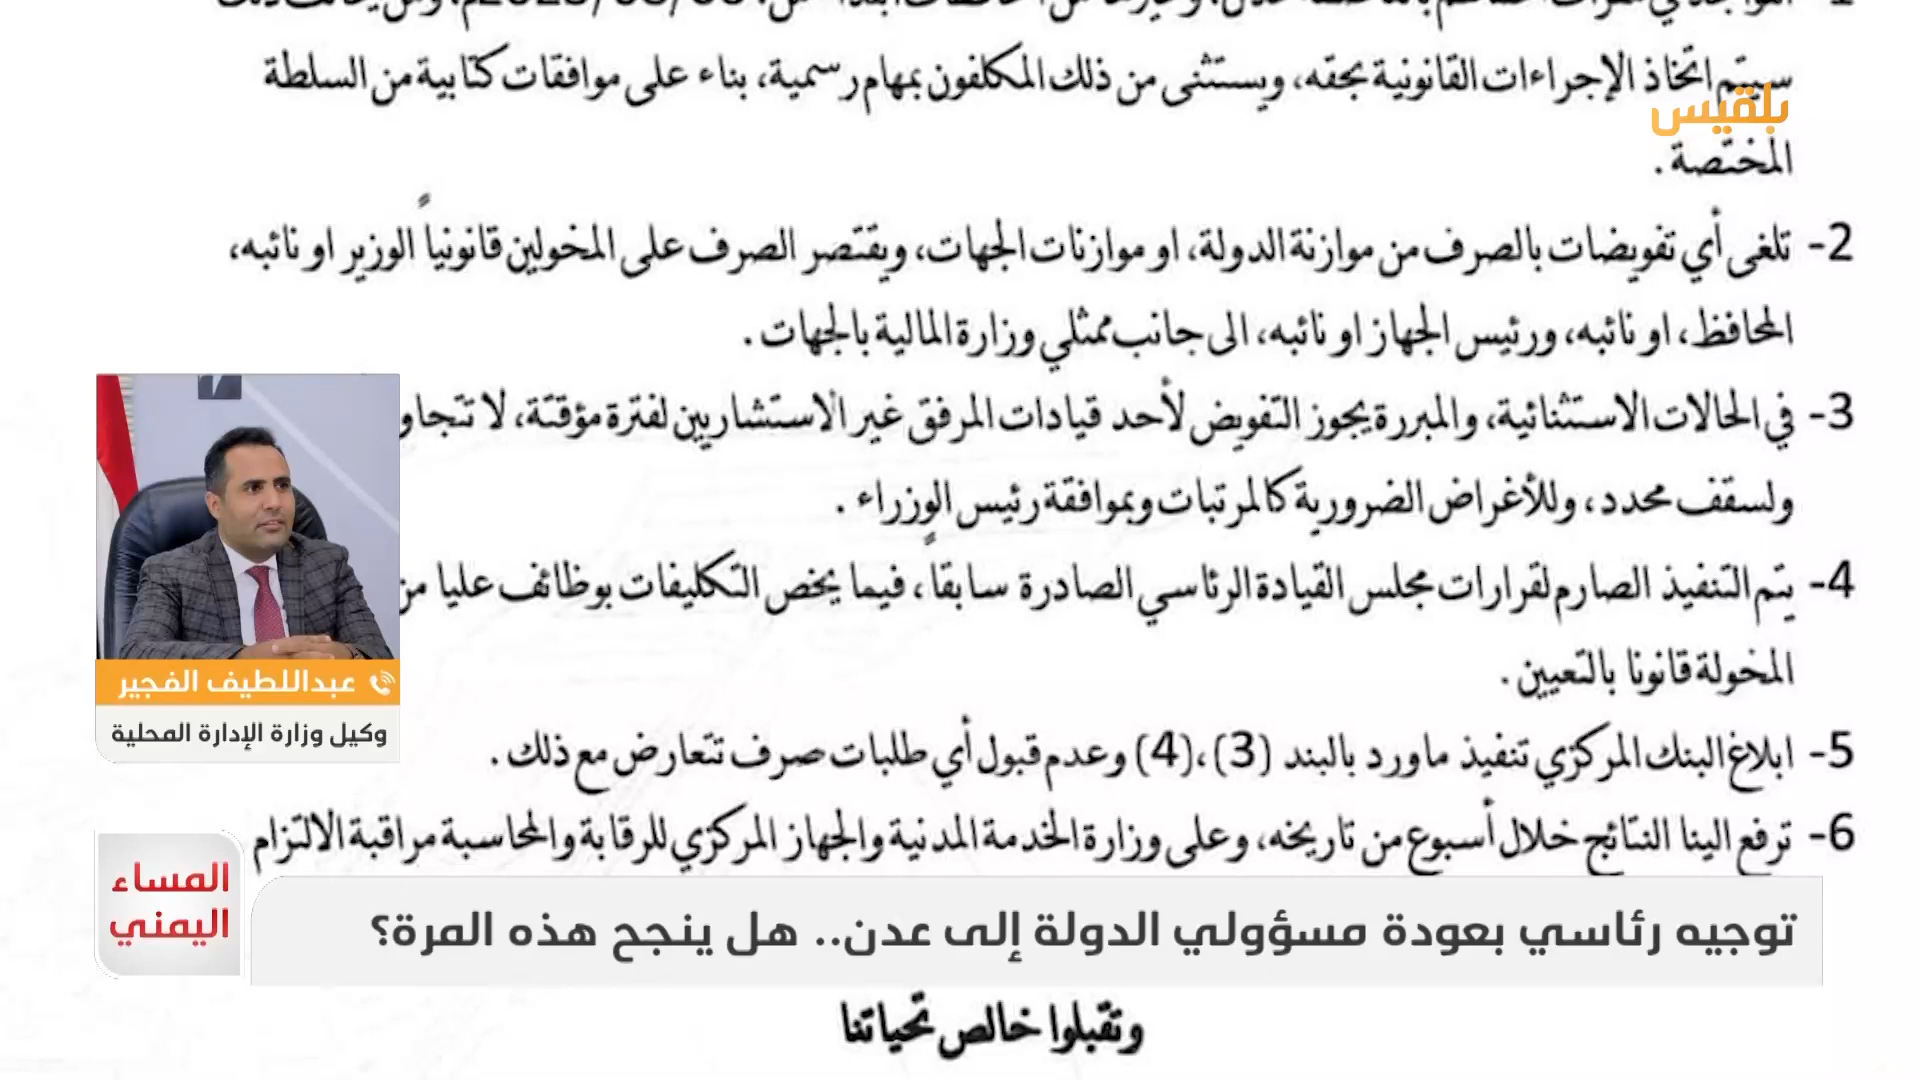 سيتم اتخاذ الإجراءات القانونية بحقه، ويستثنى من ذلك المكلفون بمهام رسمية، بناء على موافقات كتابية من السلطة
بلقيس
المختصة .
2- تلغى أي تفويضات بالصرف من موازنة الدولة، او موازنات الجهات، ويقتصر الصرف على المخولين قانونياً الوزير او نائبه،
المحافظ، او نائبه، ورئيس الجهاز او نائبه، الى جانب ممثلي وزارة المالية بالجهات .
3- في الحالات الاستثنائية، والمبررة يجوز التفويض لأحد قيادات المرفق غير الاستشاريين لفترة مؤقتة، لا تتجاو
ولسقف محدد، وللأغراض الضرورية كالمرتبات وبموافقة رئيس الوزراء .
4- يتم التنفيذ الصارم لقرارات مجلس القيادة الرئاسي الصادرة سابقاً، فيما يخص التكليفات بوظائف عليا من
المخولة قانونا بالتعيين .
عبداللطيف الفجير
وكيل وزارة الإدارة المحلية
5- ابلاغ البنك المركزي تنفيذ ماورد بالبند (3)،(4) وعدم قبول أي طلبات صرف تتعارض مع ذلك .
6- ترفع الينا النتائج خلال أسبوع من تاريخه، وعلى وزارة الخدمة المدنية والجهاز المركزي للرقابة والمحاسبة مراقبة الالتزام
المساء
اليمني
توجيه رئاسي بعودة مسؤولي الدولة إلى عدن.. هل ينجح هذه المرة؟
وتقبلوا خالص تحياتنا